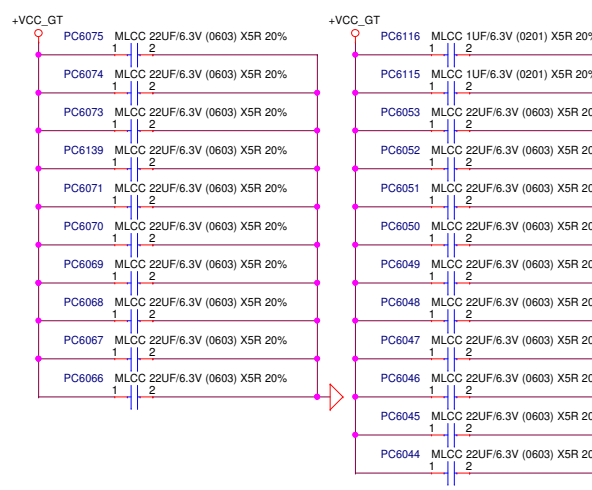 +VCC_GT
PC6075 MLCC 22UF/6.3V (0603) X5R 20%
1 2
PC6074 MLCC 22UF/6.3V (0603) X5R 20%
1 2
PC6073 MLCC 22UF/6.3V (0603) X5R 20%
1 2
PC6139 MLCC 22UF/6.3V (0603) X5R 20%
1 2
PC6071 MLCC 22UF/6.3V (0603) X5R 20%
1 2
PC6070 MLCC 22UF/6.3V (0603) X5R 20%
1 2
PC6069 MLCC 22UF/6.3V (0603) X5R 20%
1 2
PC6068 MLCC 22UF/6.3V (0603) X5R 20%
1 2
PC6067 MLCC 22UF/6.3V (0603) X5R 20%
1 2
PC6066 MLCC 22UF/6.3V (0603) X5R 20%
1 2
+VCC_GT
PC6116 MLCC 1UF/6.3V (0201) X5R 20%
1 2
PC6115 MLCC 1UF/6.3V (0201) X5R 20%
1 2
PC6053 MLCC 22UF/6.3V (0603) X5R 20
1 2
PC6052 MLCC 22UF/6.3V (0603) X5R 20
1 2
PC6051 MLCC 22UF/6.3V (0603) X5R 20
1 2
PC6050 MLCC 22UF/6.3V (0603) X5R 20
1 2
PC6049 MLCC 22UF/6.3V (0603) X5R 20
1 2
PC6048 MLCC 22UF/6.3V (0603) X5R 20
1 2
PC6047 MLCC 22UF/6.3V (0603) X5R 20
1 2
PC6046 MLCC 22UF/6.3V (0603) X5R 20
1 2
PC6045 MLCC 22UF/6.3V (0603) X5R 20
1 2
PC6044 MLCC 22UF/6.3V (0603) X5R 20
1 2